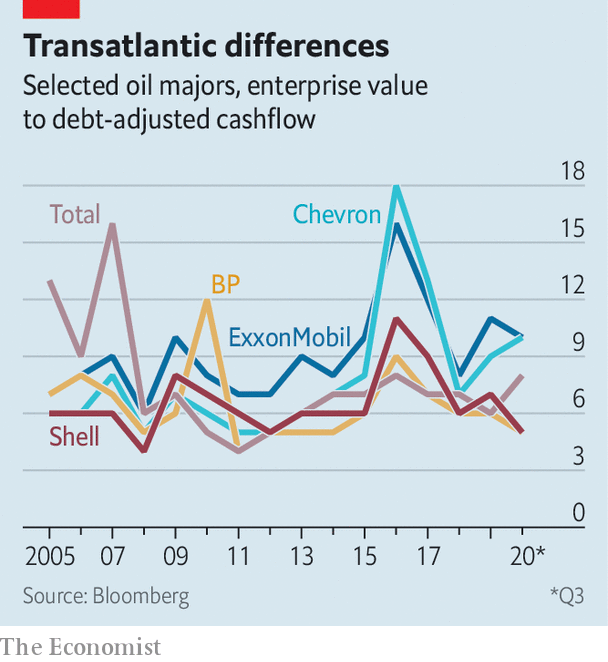 Transatlantic differences
Selected oil majors, enterprise value
to debt-adjusted cashflow
18
Total
Chevron
15
BP
12
ExxonMobil
9
6
Shell
3
0
2005 07 09 11 13 15 17 20*
Source: Bloomberg *Q3
The Economist